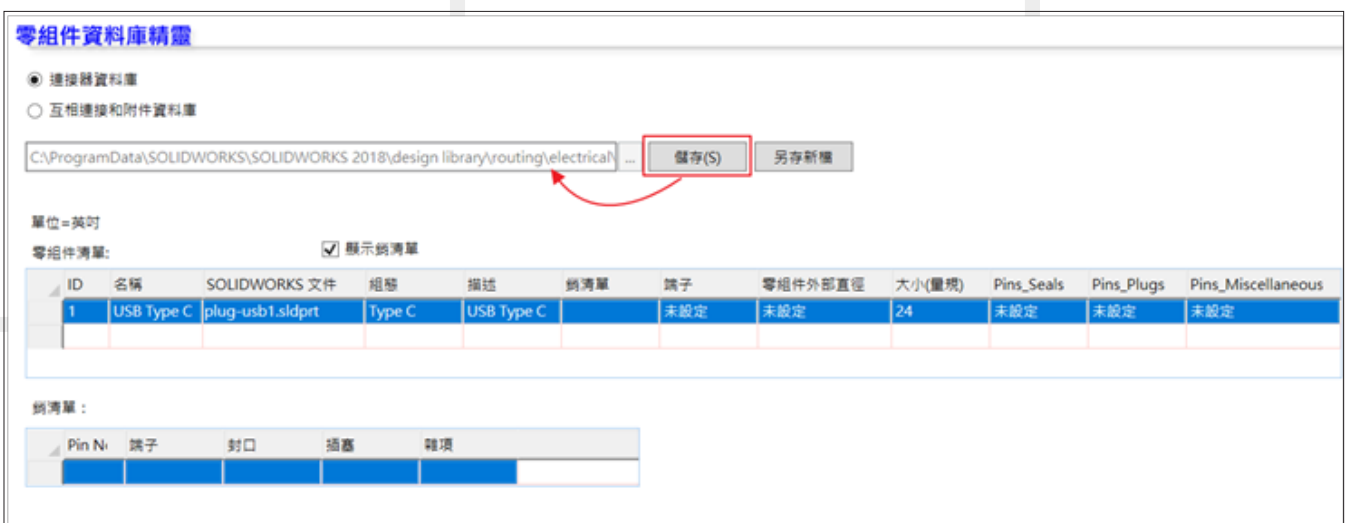 零組件資料庫精靈
連接器資料庫
互相連接和附件資料庫
C:\ProgramData\SOLIDWORKS\SOLIDWORKS 2018\design library\routing\electrical\ ... 儲存(S) 另存新檔
單位=英吋
零組件清單: 顯示銷清單
ID 名稱 SOLIDWORKS 文件 組態 描述 銷清單 端子 零組件外部直徑 大小(量規) Pins_Seals Pins_Plugs Pins_Miscellaneous
1 USB Type C plug-usb1.sldprt Type C USB Type C 未設定 未設定 24 未設定 未設定 未設定
銷清單：
Pin N 端子 封口 插塞 雜項